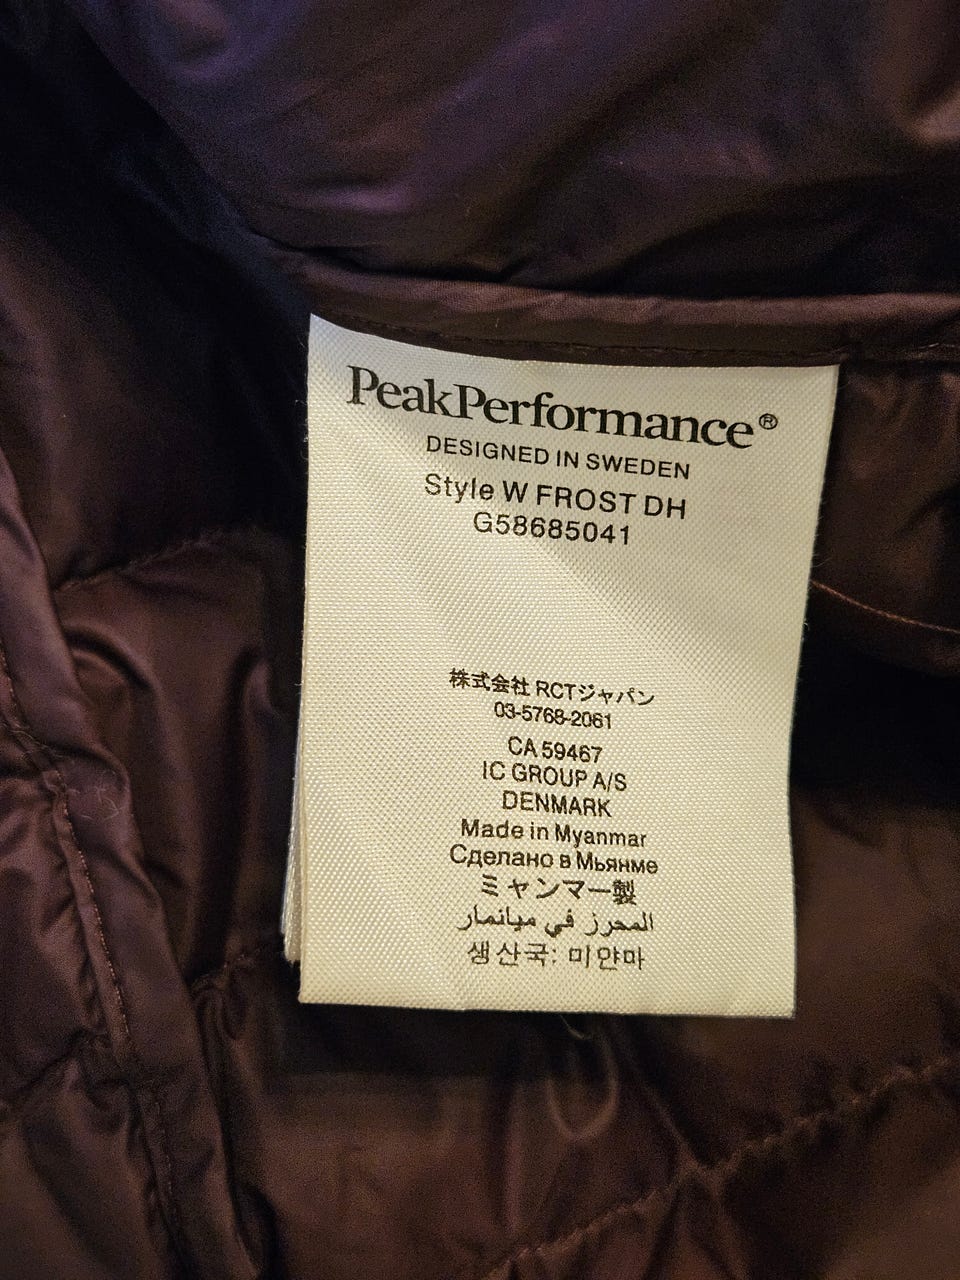 PeakPerformance®
DESIGNED IN SWEDEN
Style W FROST DH
G58685041
株式会社 RCTジャパン
03-5768-2061
CA 59467
IC GROUP A/S
DENMARK
Made in Myanmar
Сделано в Мьянме
ミャンマー製
المحرز في ميانمار
생산국: 미얀마